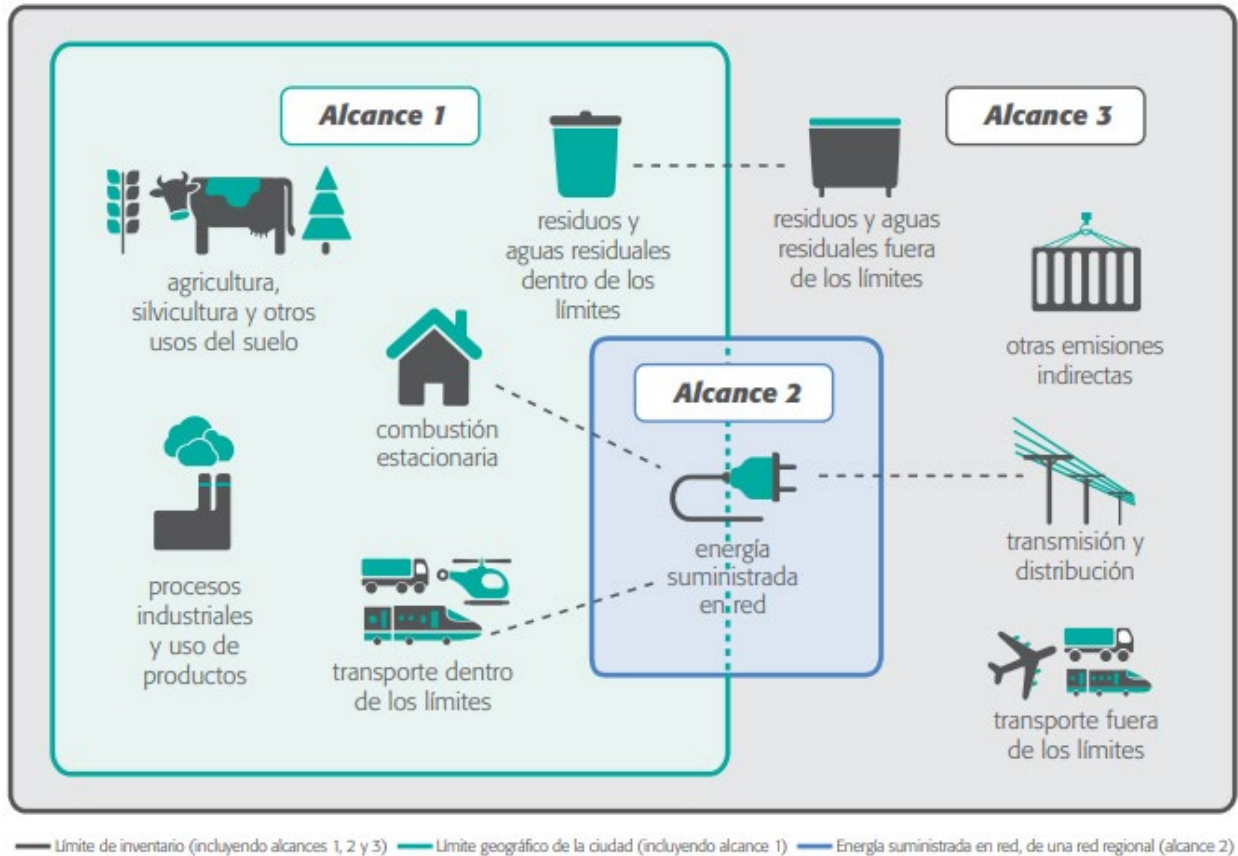 Alcance 1
Alcance 3
agricultura,
silvicultura y otros
usos del suelo
residuos y
aguas residuales
dentro de los
límites
residuos y aguas
residuales fuera
de los límites
otras emisiones
indirectas
combustión
estacionaria
Alcance 2
energía
suministrada
en red
transmisión y
distribución
procesos
industriales
y uso de
productos
transporte dentro
de los límites
transporte fuera
de los límites
Límite de inventario (incluyendo alcances 1, 2 y 3) Límite geográfico de la ciudad (incluyendo alcance 1) Energía suministrada en red, de una red regional (alcance 2)